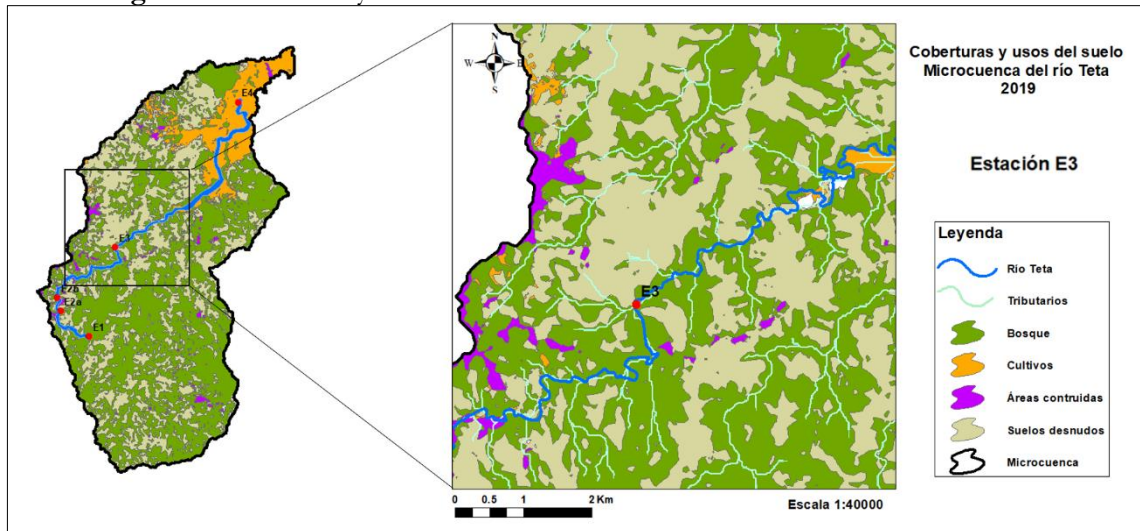 Coberturas y usos del suelo
Microcuenca del río Teta
2019
Estación E3
Leyenda
Río Teta
Tributarios
Bosque
Cultivos
Áreas contruidas
Suelos desnudos
Microcuenca
N
W E
S
E4
E3
E2b
E2a
E1
E3
0 0.5 1 2 Km
Escala 1:40000